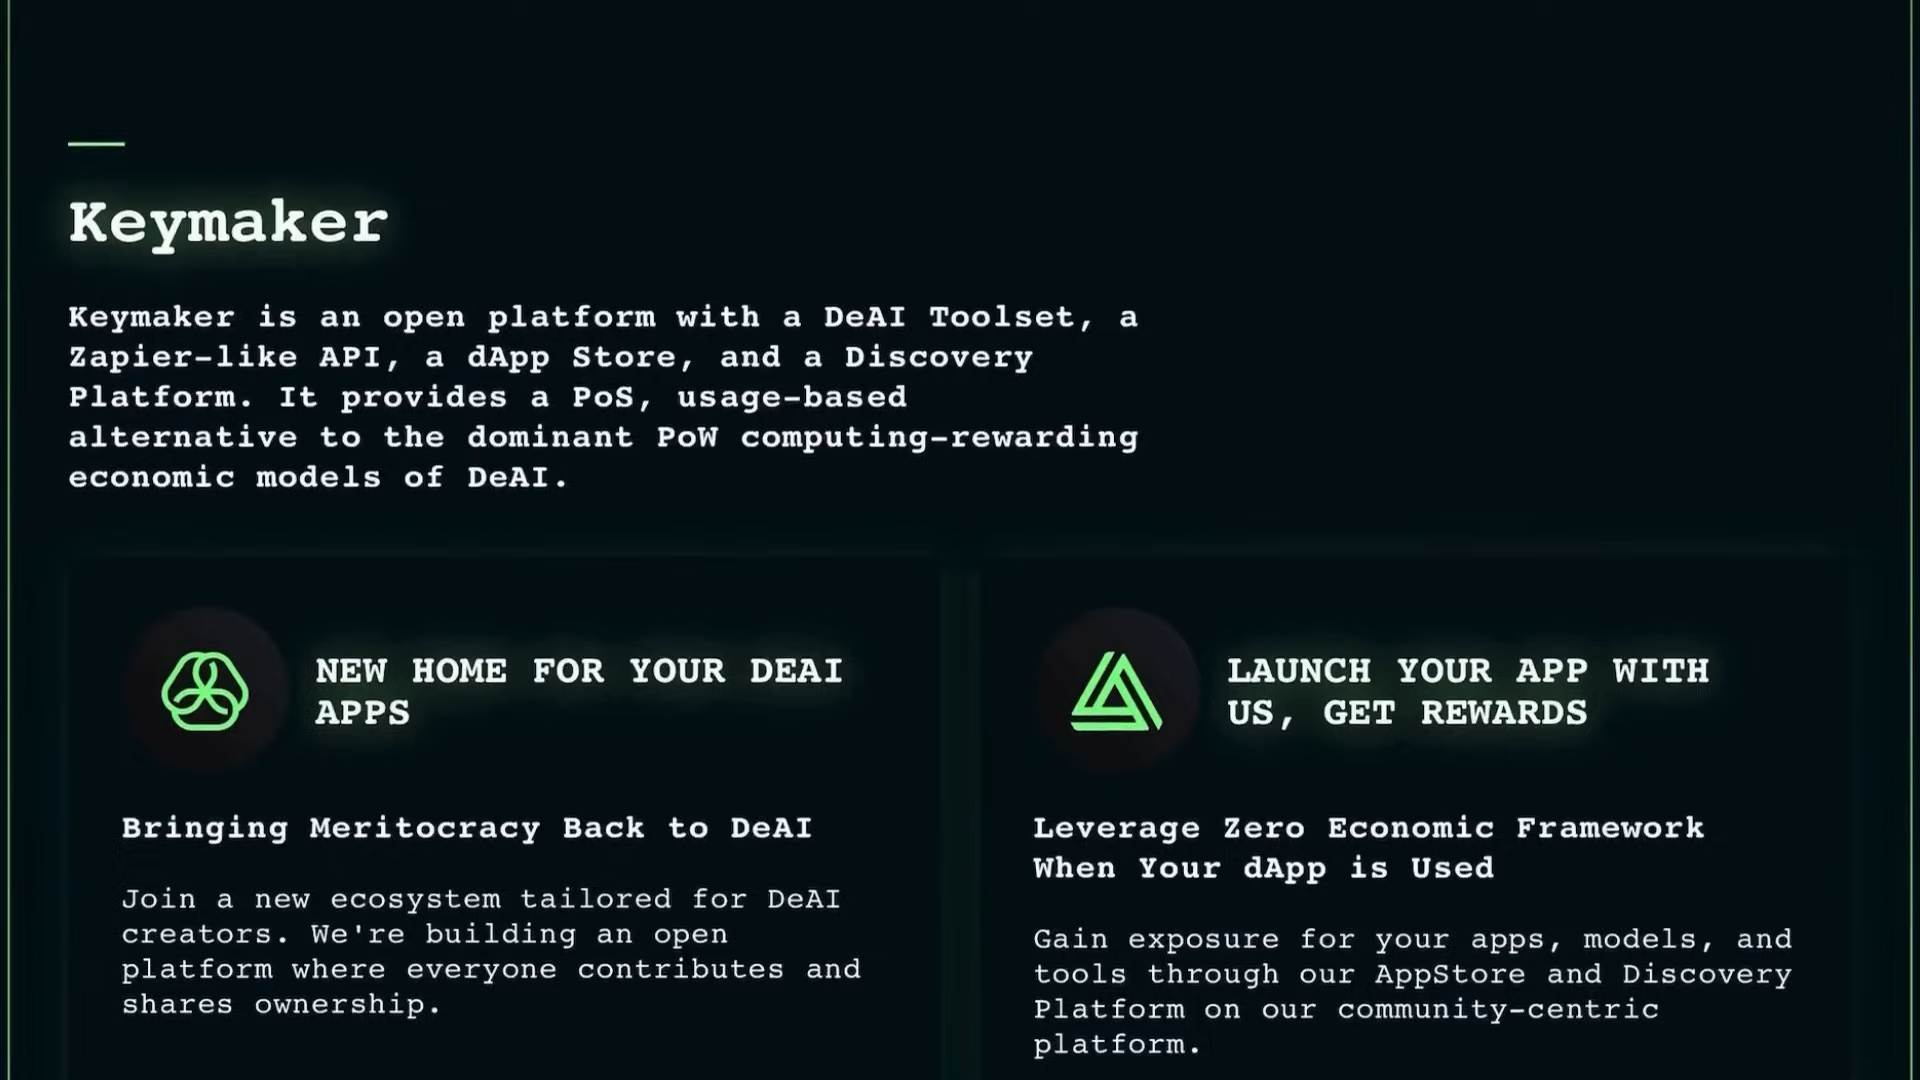 Keymaker
Keymaker is an open platform with a DeAI Toolset, a
Zapier-like API, a dApp Store, and a Discovery
Platform. It provides a PoS, usage-based
alternative to the dominant PoW computing-rewarding
economic models of DeAI.
NEW HOME FOR YOUR DEAI
APPS
Bringing Meritocracy Back to DeAI
Join a new ecosystem tailored for DeAI
creators. We're building an open
platform where everyone contributes and
shares ownership.
LAUNCH YOUR APP WITH
US, GET REWARDS
Leverage Zero Economic Framework
When Your dApp is Used
Gain exposure for your apps, models, and
tools through our AppStore and Discovery
Platform on our community-centric
platform.